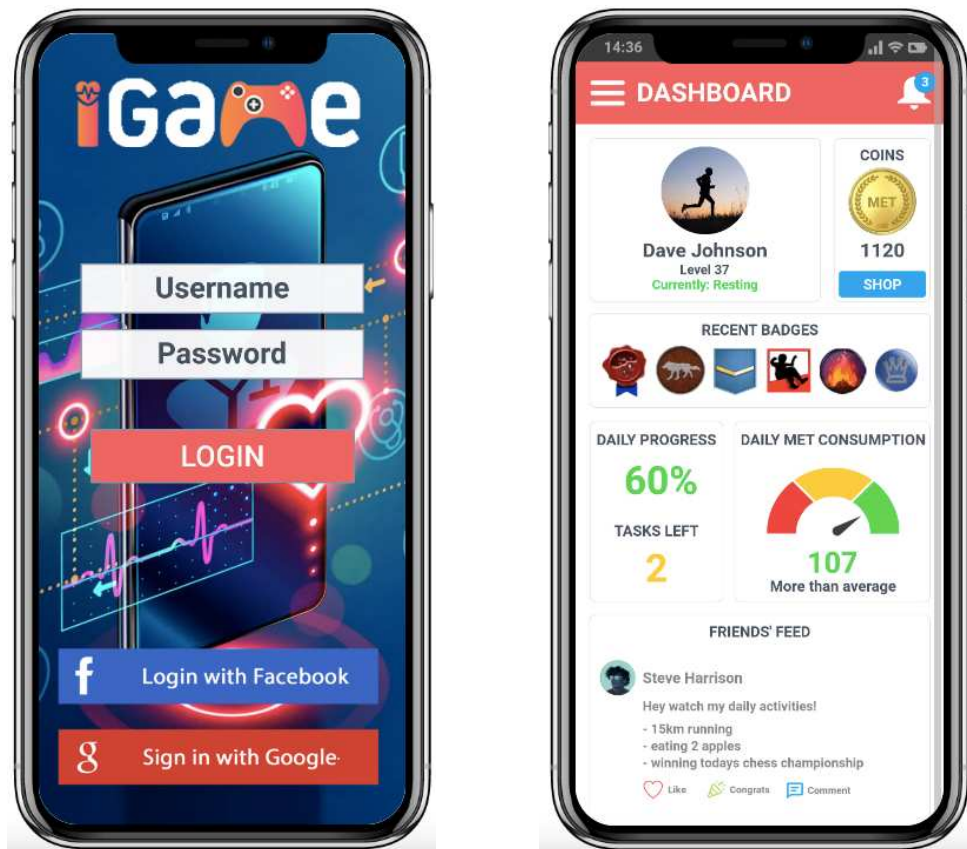 iGame
Username
Password
LOGIN
f Login with Facebook
g Sign in with Google
14:36
DASHBOARD
3
Dave Johnson
Level 37
Currently: Resting
COINS
MET
1120
SHOP
RECENT BADGES
DAILY PROGRESS
60%
TASKS LEFT
2
DAILY MET CONSUMPTION
107
More than average
FRIENDS' FEED
Steve Harrison
Hey watch my daily activities!
- 15km running
- eating 2 apples
- winning todays chess championship
Like Congrats Comment